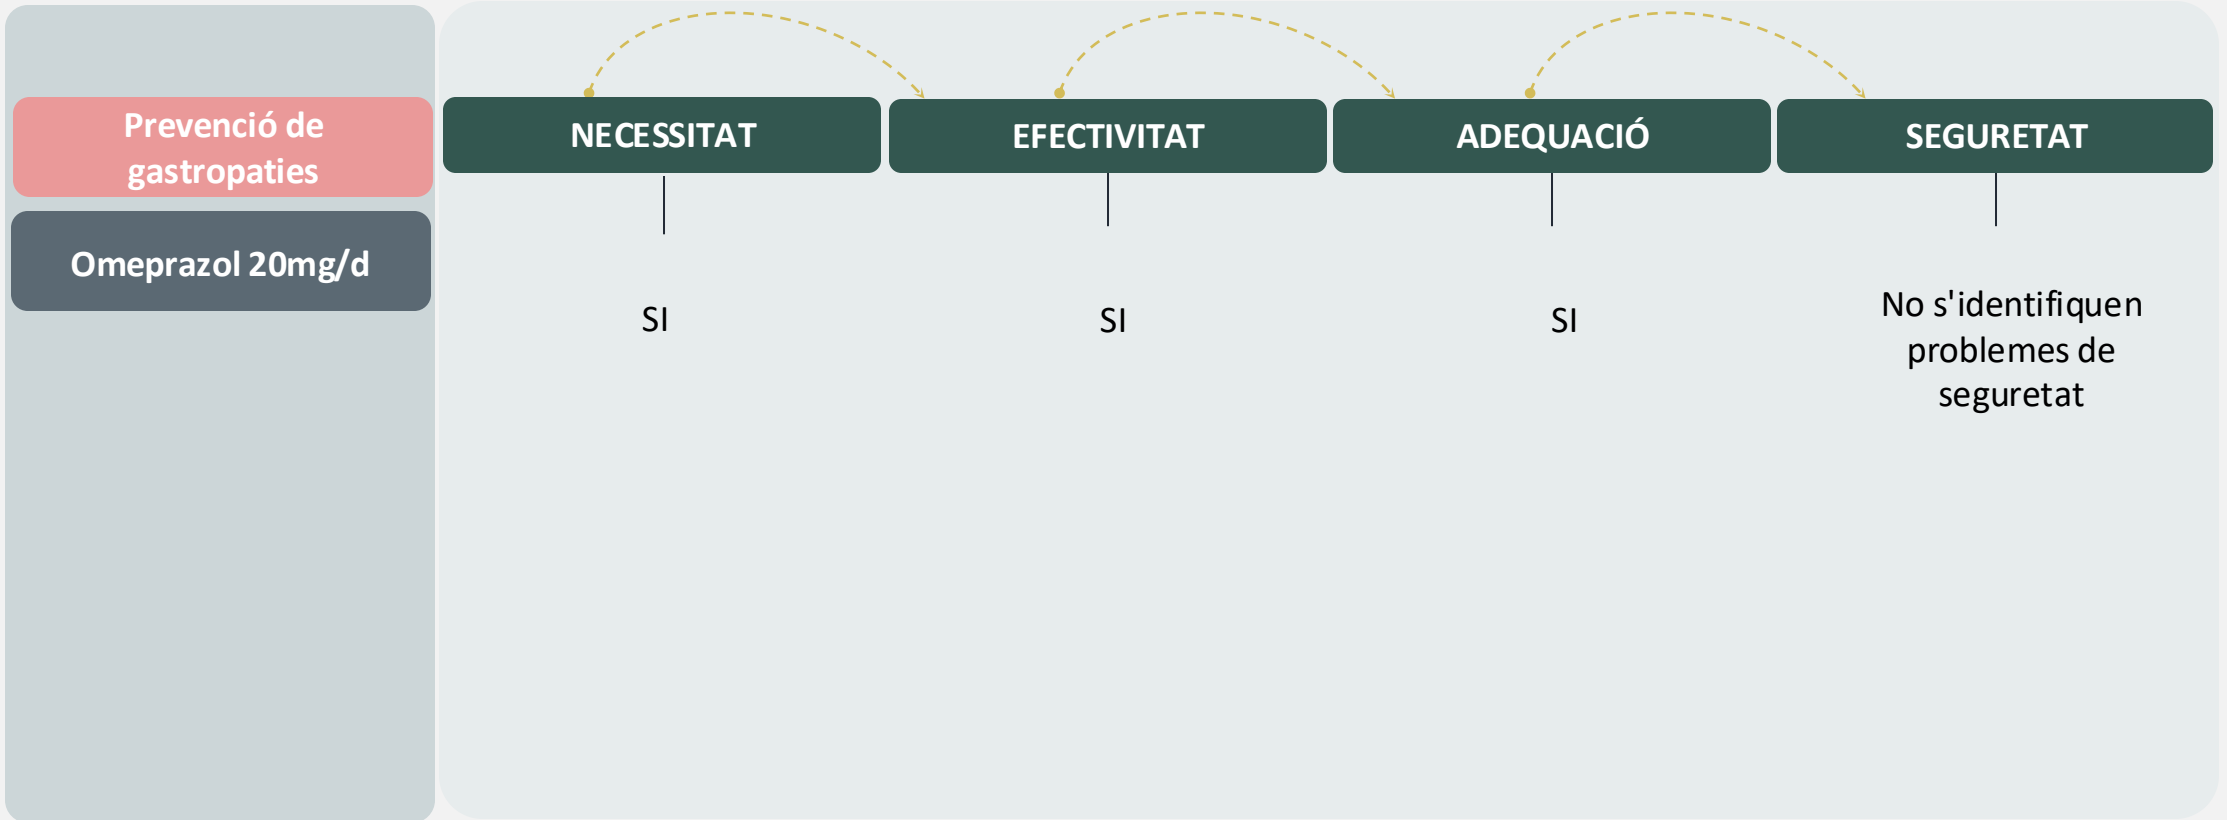 Prevenció de
gastropaties
Omeprazol 20mg/d
NECESSITAT
EFECTIVITAT
ADEQUACIÓ
SEGURETAT
SI
SI
SI
No s'identifiquen
problemes de
seguretat